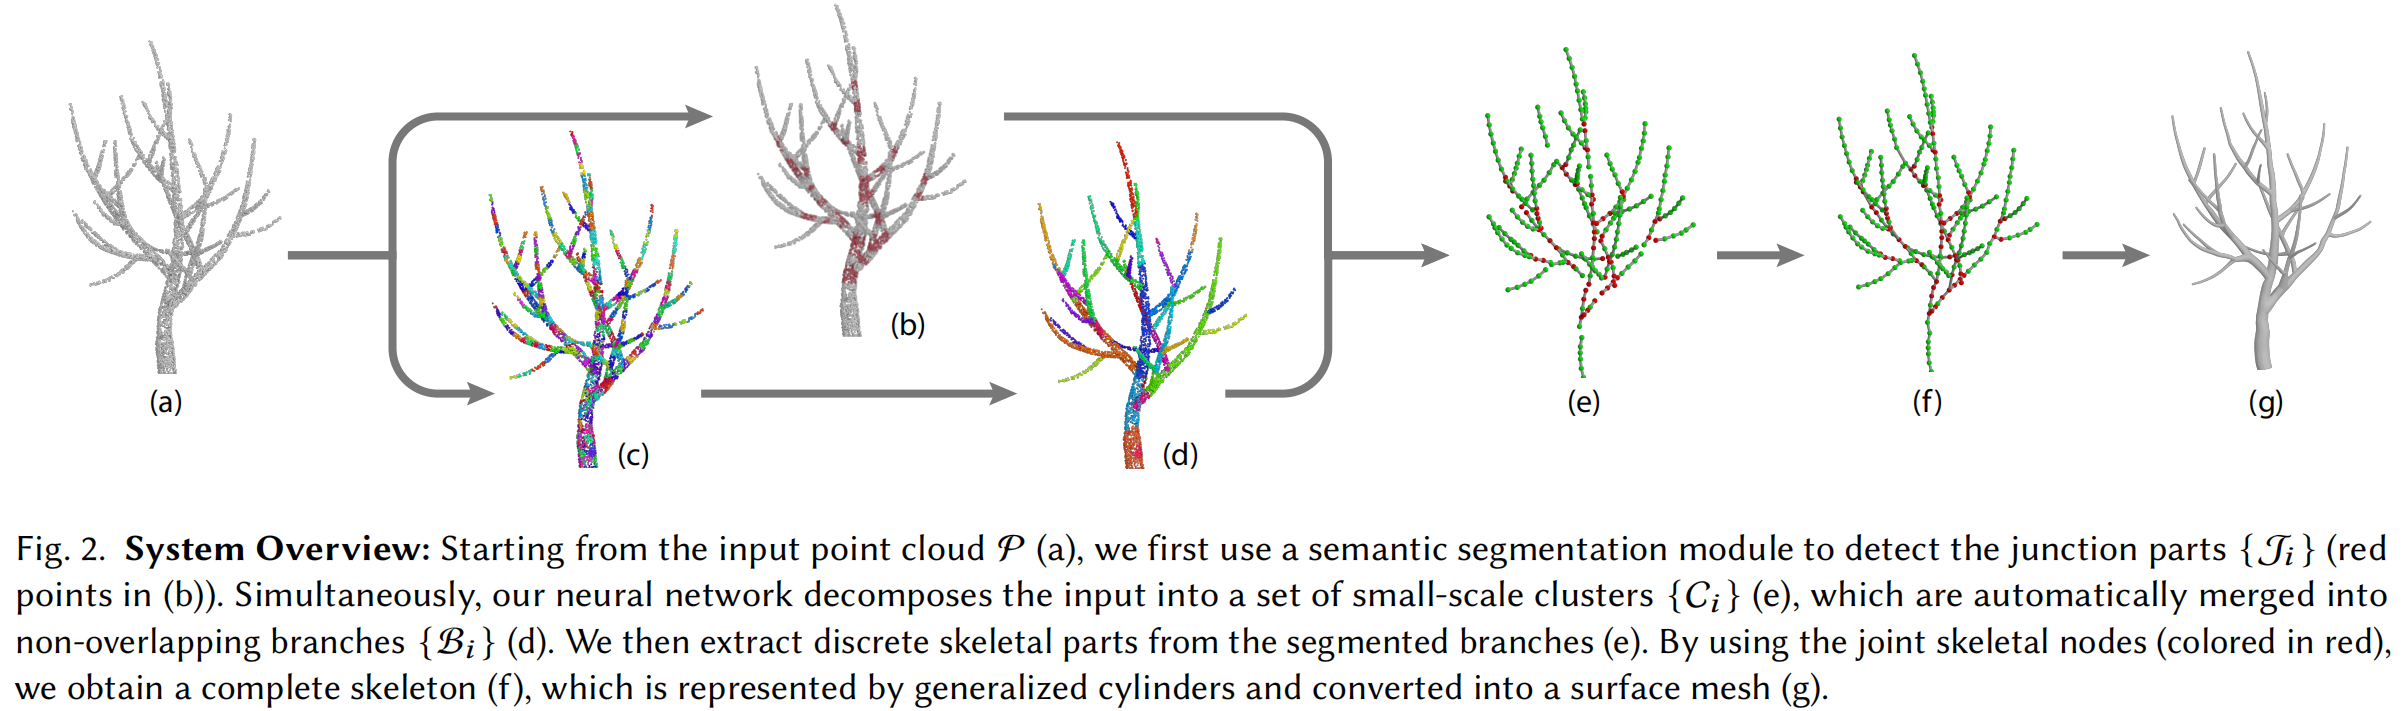 (a)
(b)
(c)
(d)
(e)
(f)
(g)
Fig. 2. System Overview: Starting from the input point cloud 𝒫 (a), we first use a semantic segmentation module to detect the junction parts {𝒥i} (red
points in (b)). Simultaneously, our neural network decomposes the input into a set of small-scale clusters {𝒞i} (e), which are automatically merged into
non-overlapping branches {ℬi} (d). We then extract discrete skeletal parts from the segmented branches (e). By using the joint skeletal nodes (colored in red),
we obtain a complete skeleton (f), which is represented by generalized cylinders and converted into a surface mesh (g).